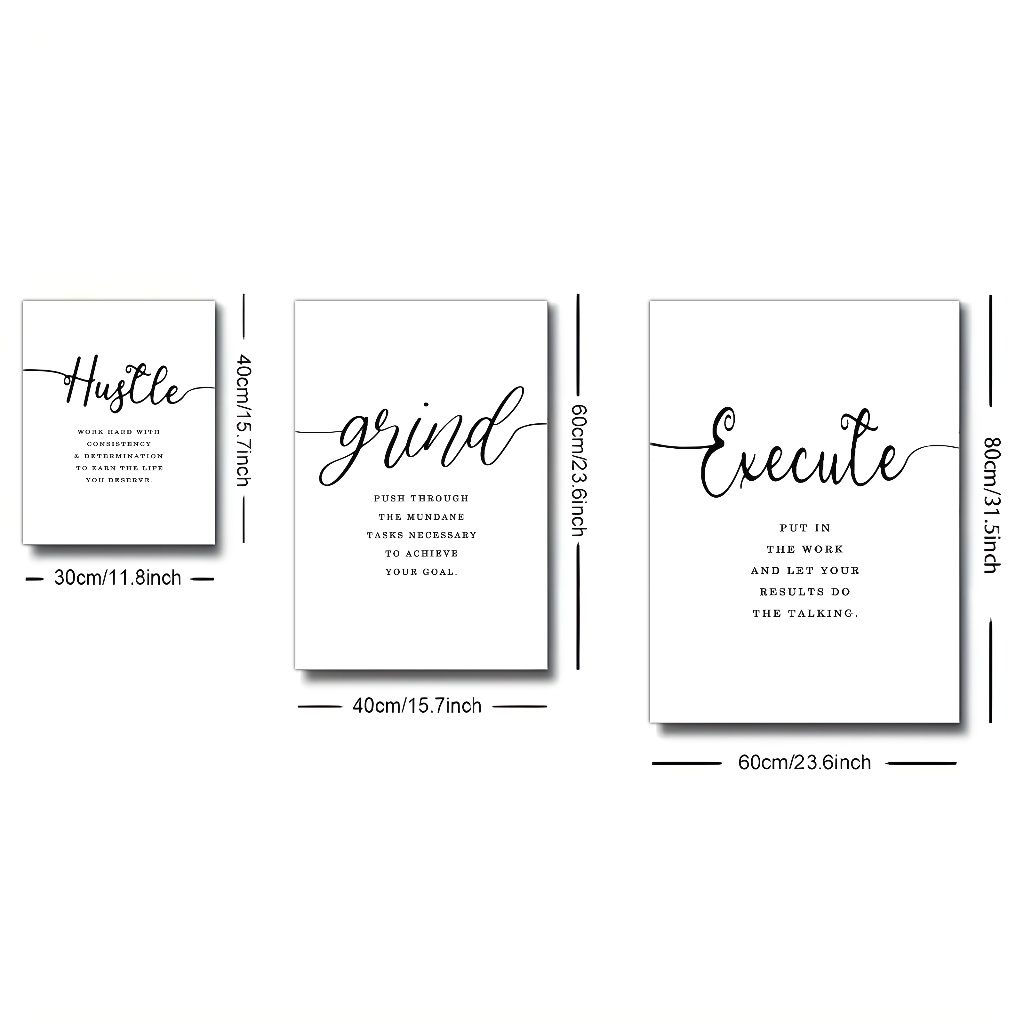 Hustle
WORK HARD WITH
CONSISTENCY
& DETERMINATION
TO EARN THE LIFE
YOU DESERVE.
40cm/15.7inch
30cm/11.8inch
grind
PUSH THROUGH
THE MUNDANE
TASKS NECESSARY
TO ACHIEVE
YOUR GOAL.
60cm/23.6inch
40cm/15.7inch
Execute
PUT IN
THE WORK
AND LET YOUR
RESULTS DO
THE TALKING.
80cm/31.5inch
60cm/23.6inch